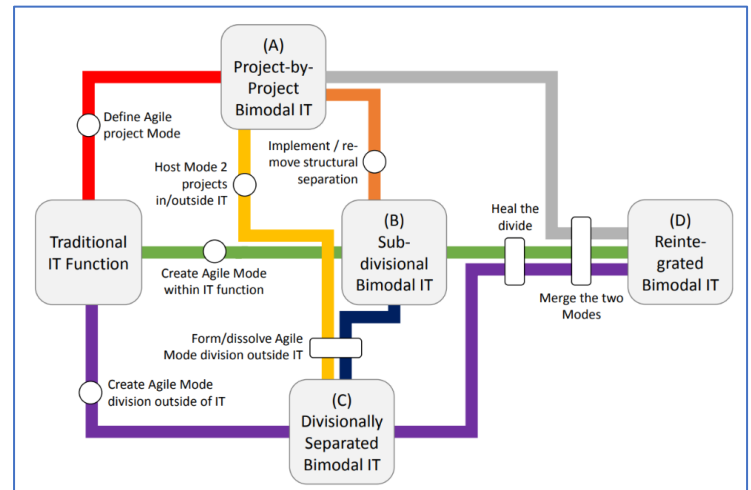 (A)
Project-by-
Project
Bimodal IT
Define Agile
project Mode
Host Mode 2
projects
in/outside IT
Implement / re-
move structural
separation
Traditional
IT Function
(B)
Sub-
divisional
Bimodal IT
Heal the
divide
(D)
Reinte-
grated
Bimodal IT
Create Agile Mode
within IT function
Merge the two
Modes
Form/dissolve Agile
Mode division outside IT
Create Agile Mode
division outside of IT
(C)
Divisionally
Separated
Bimodal IT